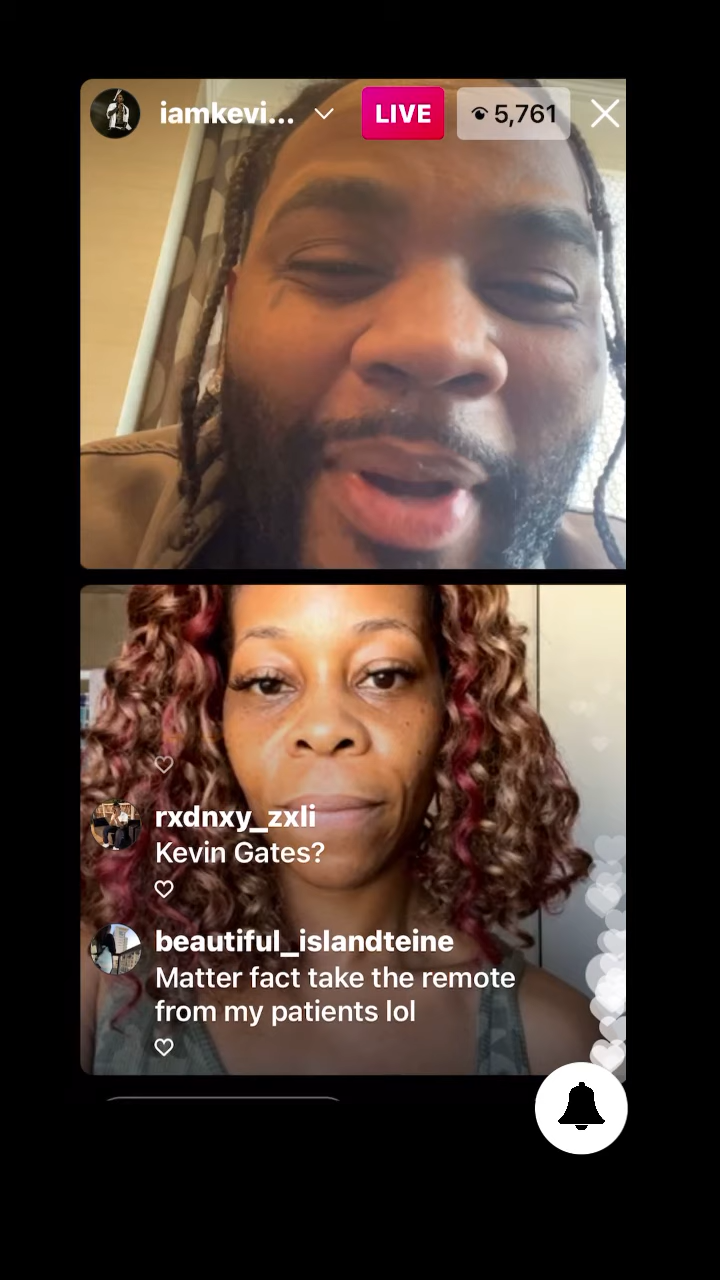 iamkevi... LIVE 5,761
rxdnxy_zxli
Kevin Gates?
beautiful_islandteine
Matter fact take the remote
from my patients lol